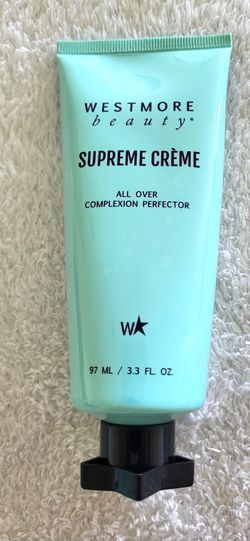 WESTMORE
beauty®
SUPREME CRÈME
ALL OVER
COMPLEXION PERFECTOR
W★
97 ML / 3.3 FL. OZ.